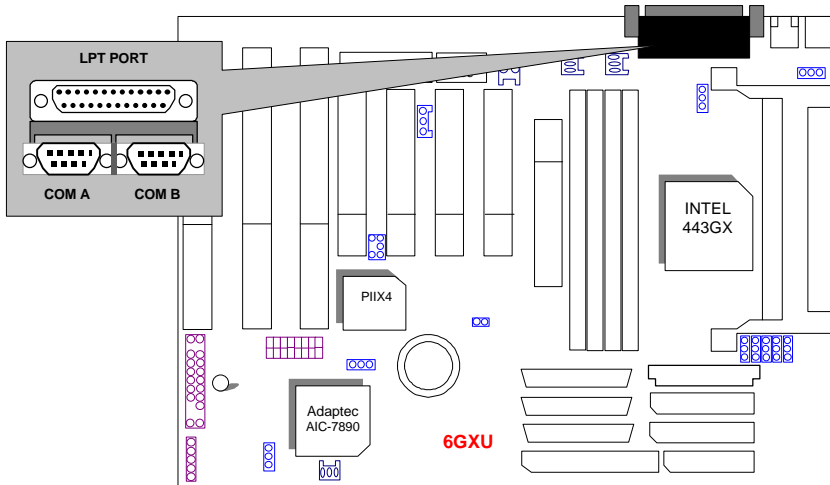 LPT PORT
COM A
COM B
INTEL
443GX
PIIX4
Adaptec
AIC-7890
6GXU